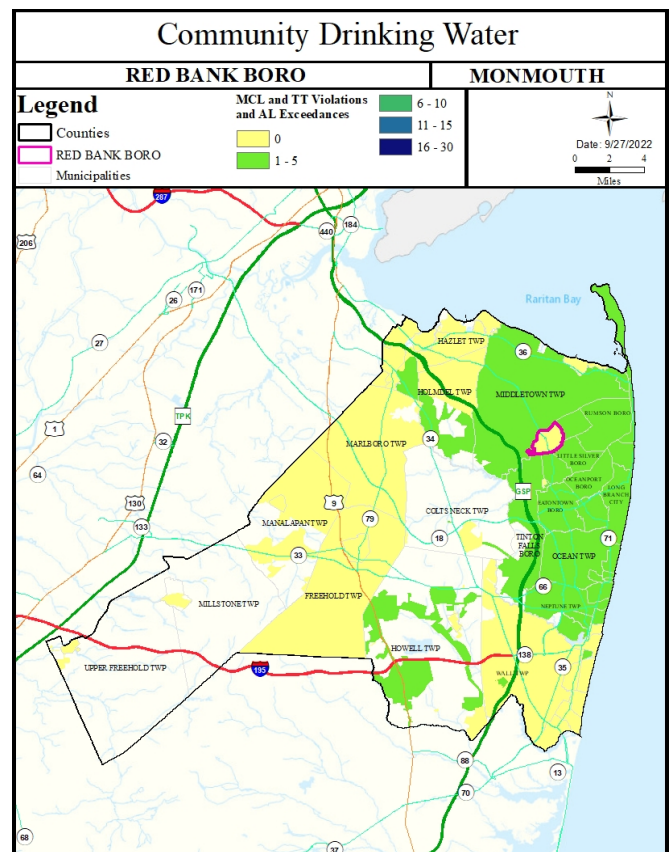 Community Drinking Water
RED BANK BORO
MONMOUTH
Legend
Counties
RED BANK BORO
Municipalities
MCL and TT Violations
and AL Exceedances
0
1 - 5
6 - 10
11 - 15
16 - 30
N
Date: 9/27/2022
0 2 4
Miles
287
206
440
184
171
26
27
Raritan Bay
HAZLET TWP
36
HOLMDEL TWP
MIDDLETOWN TWP
RUMSON BORO
TPK
1
32
34
MARLBORO TWP
LITTLE SILVER
BORO
64
OCEANPORT
BORO
GSP
LONG
BRANCH
CITY
EATONTOWN
BORO
130
9
79
COLTS NECK TWP
133
MANALAPAN TWP
18
TINTON
FALLS
BORO
71
33
OCEAN TWP
66
MILLSTONE TWP
FREEHOLD TWP
NEPTUNE TWP
HOWELL TWP
138
UPPER FREEHOLD TWP
195
35
WALL TWP
88
13
70
68
37